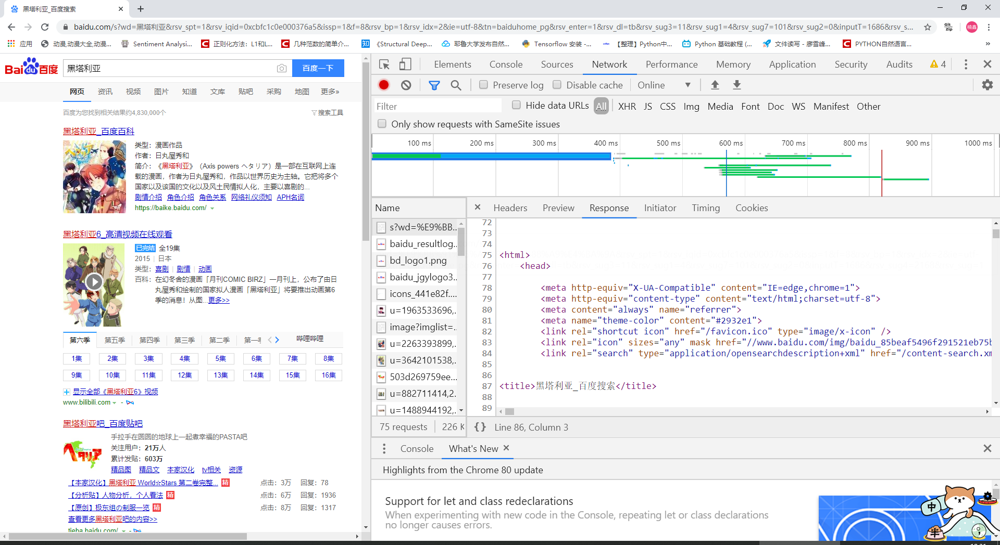 黑塔利亚_百度搜索
baidu.com/s?wd=黑塔利亚&rsv_spt=1&rsv_iqid=0xcbfc1c0e000376a5&issp=1&f=8&rsv_bp=1&rsv_idx=2&ie=utf-8&tn=baiduhome_pg&rsv_enter=1&rsv_dl=tb&rsv_sug3=11&rsv_sug1=4&rsv_sug7=101&rsv_sug2=0&inputT=1686&rsv_s...
Git Zip
应用 动漫,动漫大全,动漫... Sentiment Analysi... 正则化方法：L1和L... 几种范数的简单介... 知 《Structural Deep... 耶鲁大学发布自然... Tensorflow 安装 -... 【整理】Python中... Python 基础教程 (... 文件读写 - 廖雪峰... PYTHON自然语言... »
Bai du 百度 黑塔利亚 百度一下
网页 资讯 视频 图片 知道 文库 贴吧 采购 地图 更多»
百度为您找到相关结果约4,830,000个 搜索工具
黑塔利亚_百度百科
类型：漫画作品
作者：日丸屋秀和
简介：《黑塔利亚》（Axis powers ヘタリア）是一部在互联网上连
载的漫画，作者为日丸屋秀和，作品以世界历史为主轴。它把将多个
国家以及该国的文化以及风土民情拟人化，主要以喜剧的...
剧情介绍 角色介绍 角色关系 网络礼仪须知 APH名词
https://baike.baidu.com/
黑塔利亚6_高清视频在线观看
已完结 全19集
2015 | 日本
类型：喜剧 | 剧情 | 动画
百科：在幻冬舍的漫画「月刊COMIC BIRZ」一月刊上，公布了由日
丸屋秀和绘制的国家拟人漫画「黑塔利亚」将要推出动画第6
季的消息！从图...更多>>
第六季 第五季 第四季 第三季 第二季 第一季 哔哩哔哩
1集 2集 3集 4集 5集 6集 7集 8集
9集 10集 11集 12集 13集 14集 15集 16集
显示全部《黑塔利亚6》视频
www.bilibili.com -
黑塔利亚吧_百度贴吧
手拉手在圆圆的地球上一起煮幸福的PASTA吧
关注用户：21万人
累计发贴：603万
精品图 精品文 本家汉化 tv相关 资源
ヘタリア
【本家汉化】黑塔利亚 World☆Stars 第二卷完整... 精 点击：3万 回复：78
【分析贴】人物分析，个人看法 精 点击：6万 回复：1936
【原创】极东组の制服一览 精 点击：8万 回复：1317
查看更多黑塔利亚吧的内容>>
tieba.baidu.com/ -
Elements Console Sources Network Performance Memory Application Security Audits 4
Preserve log Disable cache Online
Filter Hide data URLs All XHR JS CSS Img Media Font Doc WS Manifest Other
Only show requests with SameSite issues
100 ms 200 ms 300 ms 400 ms 500 ms 600 ms 700 ms 800 ms 900 ms 1000 ms
Name
s?wd=%E9%BB...
baidu_resultlog...
bd_logo1.png
baidu_jgylogo3...
icons_441e82f....
u=1963533696,...
image?imglist=...
u=2263393899,...
u=3642101538,...
503d269759ee...
u=882711414,2...
u=1488944192,...
75 requests 226 K
Headers Preview Response Initiator Timing Cookies
72
73
74
75 <html>
76 <head>
77
78 <meta http-equiv="X-UA-Compatible" content="IE=edge,chrome=1">
79 <meta http-equiv="content-type" content="text/html;charset=utf-8">
80 <meta content="always" name="referrer">
81 <meta name="theme-color" content="#2932e1">
82 <link rel="shortcut icon" href="/favicon.ico" type="image/x-icon" />
83 <link rel="icon" sizes="any" mask href="//www.baidu.com/img/baidu_85beaf5496f291521eb75b
84 <link rel="search" type="application/opensearchdescription+xml" href="/content-search.xm
85
86
87 <title>黑塔利亚_百度搜索</title>
88
89
{} Line 86, Column 3
Console What's New
Highlights from the Chrome 80 update
Support for let and class redeclarations
When experimenting with new code in the Console, repeating let or class declarations
no longer causes errors.
中
半